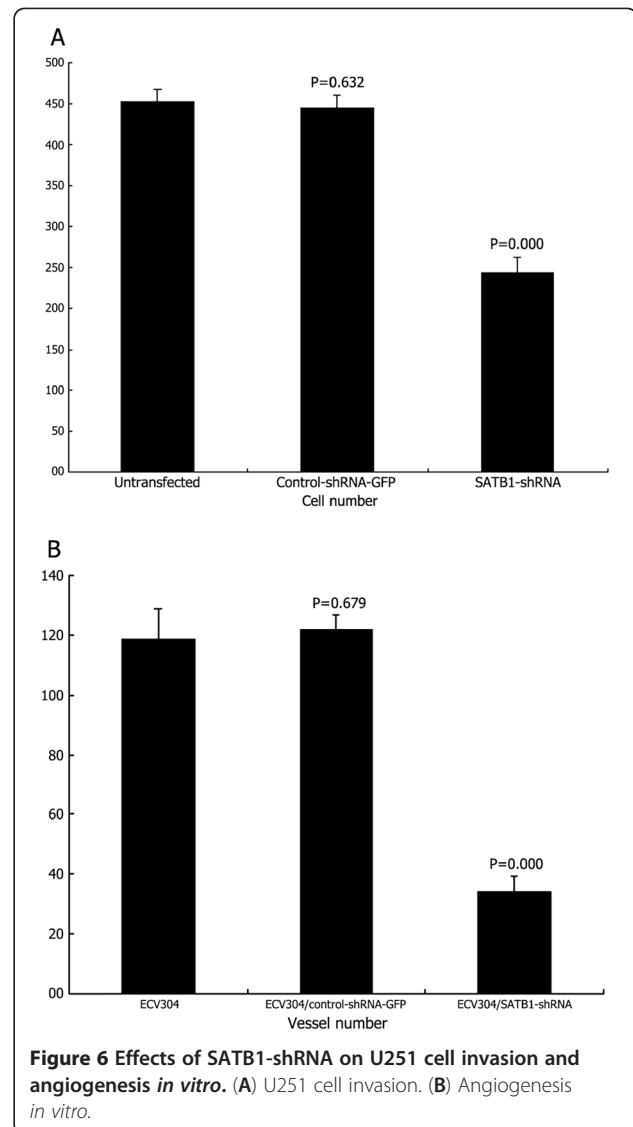 A
500
450
400
350
300
250
200
150
100
50
00
P=0.632
P=0.000
Untransfected
Control-shRNA-GFP
SATB1-shRNA
Cell number
B
140
120
100
80
60
40
20
00
P=0.679
P=0.000
ECV304
ECV304/control-shRNA-GFP
ECV304/SATB1-shRNA
Vessel number
Figure 6 Effects of SATB1-shRNA on U251 cell invasion and
angiogenesis in vitro. (A) U251 cell invasion. (B) Angiogenesis
in vitro.